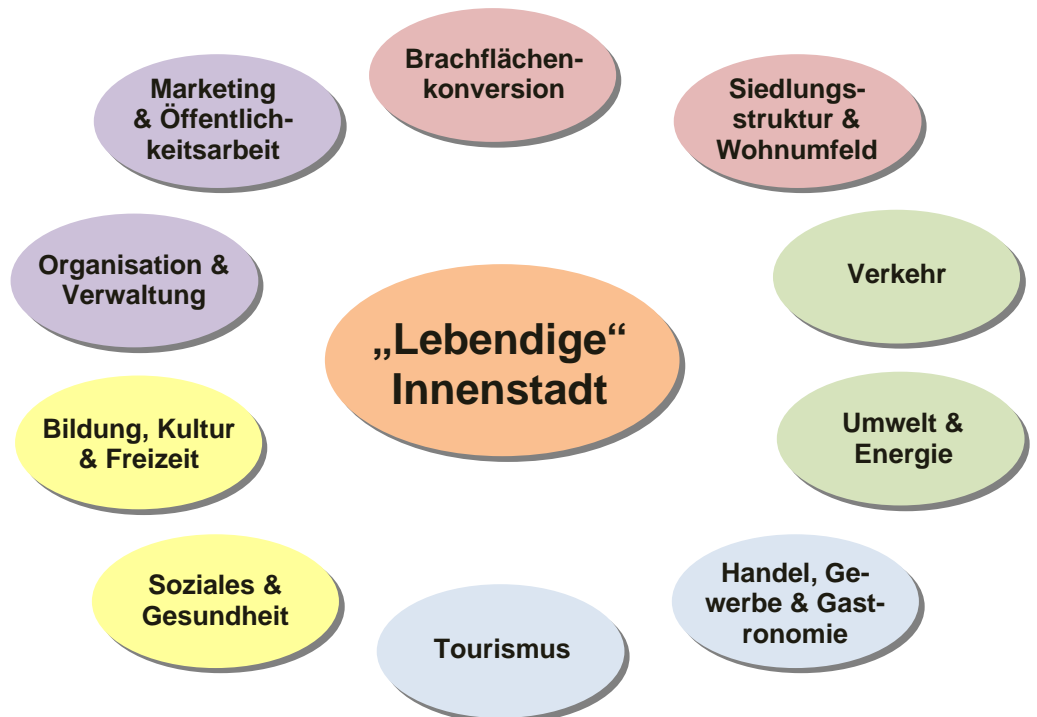 Brachflächen-
konversion
Marketing
& Öffentlich-
keitsarbeit
Siedlungs-
struktur &
Wohnumfeld
Organisation &
Verwaltung
Verkehr
„Lebendige“
Innenstadt
Bildung, Kultur
& Freizeit
Umwelt &
Energie
Soziales &
Gesundheit
Handel, Ge-
werbe & Gast-
ronomie
Tourismus